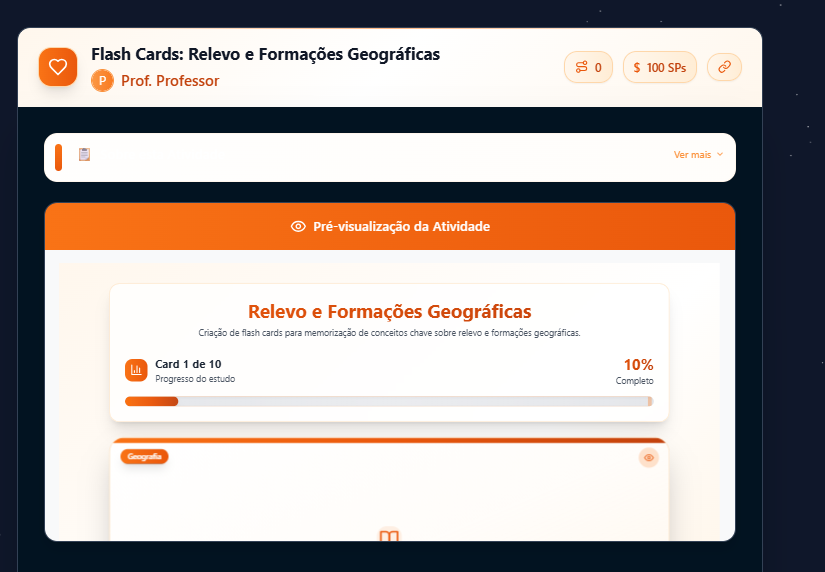 Flash Cards: Relevo e Formações Geográficas
P Prof. Professor
0
$ 100 SPs
Ver mais
Pré-visualização da Atividade
Relevo e Formações Geográficas
Criação de flash cards para memorização de conceitos chave sobre relevo e formações geográficas.
Card 1 de 10
10%
Progresso do estudo
Completo
Geografia